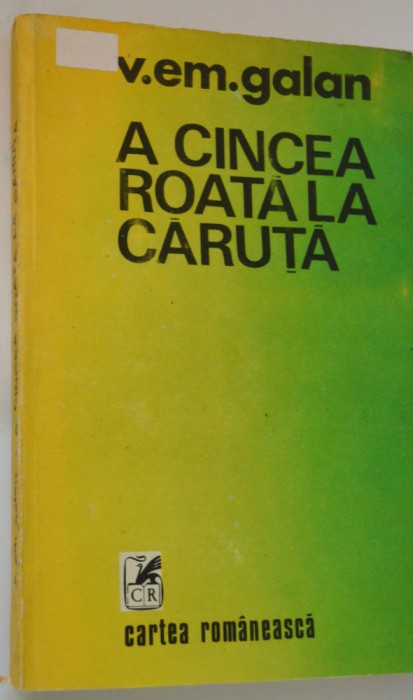 v.em.galan
A CINCEA
ROATĂ LA
CĂRUȚĂ
CR
cartea românească